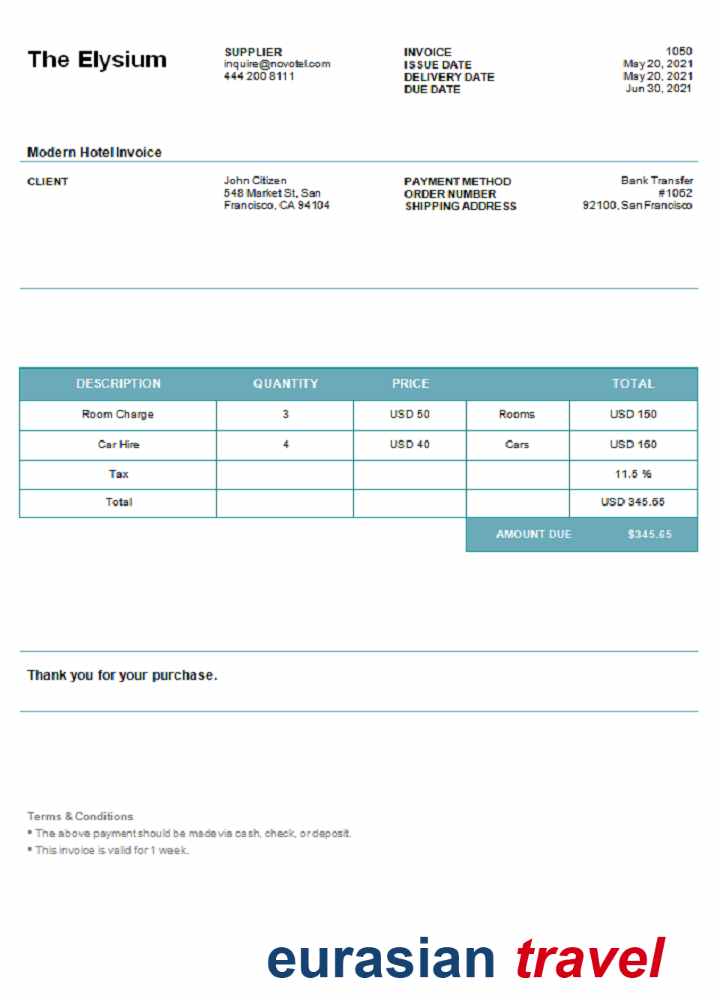 The Elysium
SUPPLIER
inquire@novotel.com
444 200 8111
INVOICE 1050
ISSUE DATE May 20, 2021
DELIVERY DATE May 20, 2021
DUE DATE Jun 30, 2021
Modern Hotel Invoice
CLIENT
John Citizen
548 Market St, San
Francisco, CA 94104
PAYMENT METHOD Bank Transfer
ORDER NUMBER #1052
SHIPPING ADDRESS 92100, San Francisco
DESCRIPTION QUANTITY PRICE TOTAL
Room Charge 3 USD 50 Rooms USD 150
Car Hire 4 USD 40 Cars USD 160
Tax 11.5 %
Total USD 345.65
AMOUNT DUE $345.65
Thank you for your purchase.
Terms & Conditions
* The above payment should be made via cash, check, or deposit.
* This invoice is valid for 1 week.
eurasian travel